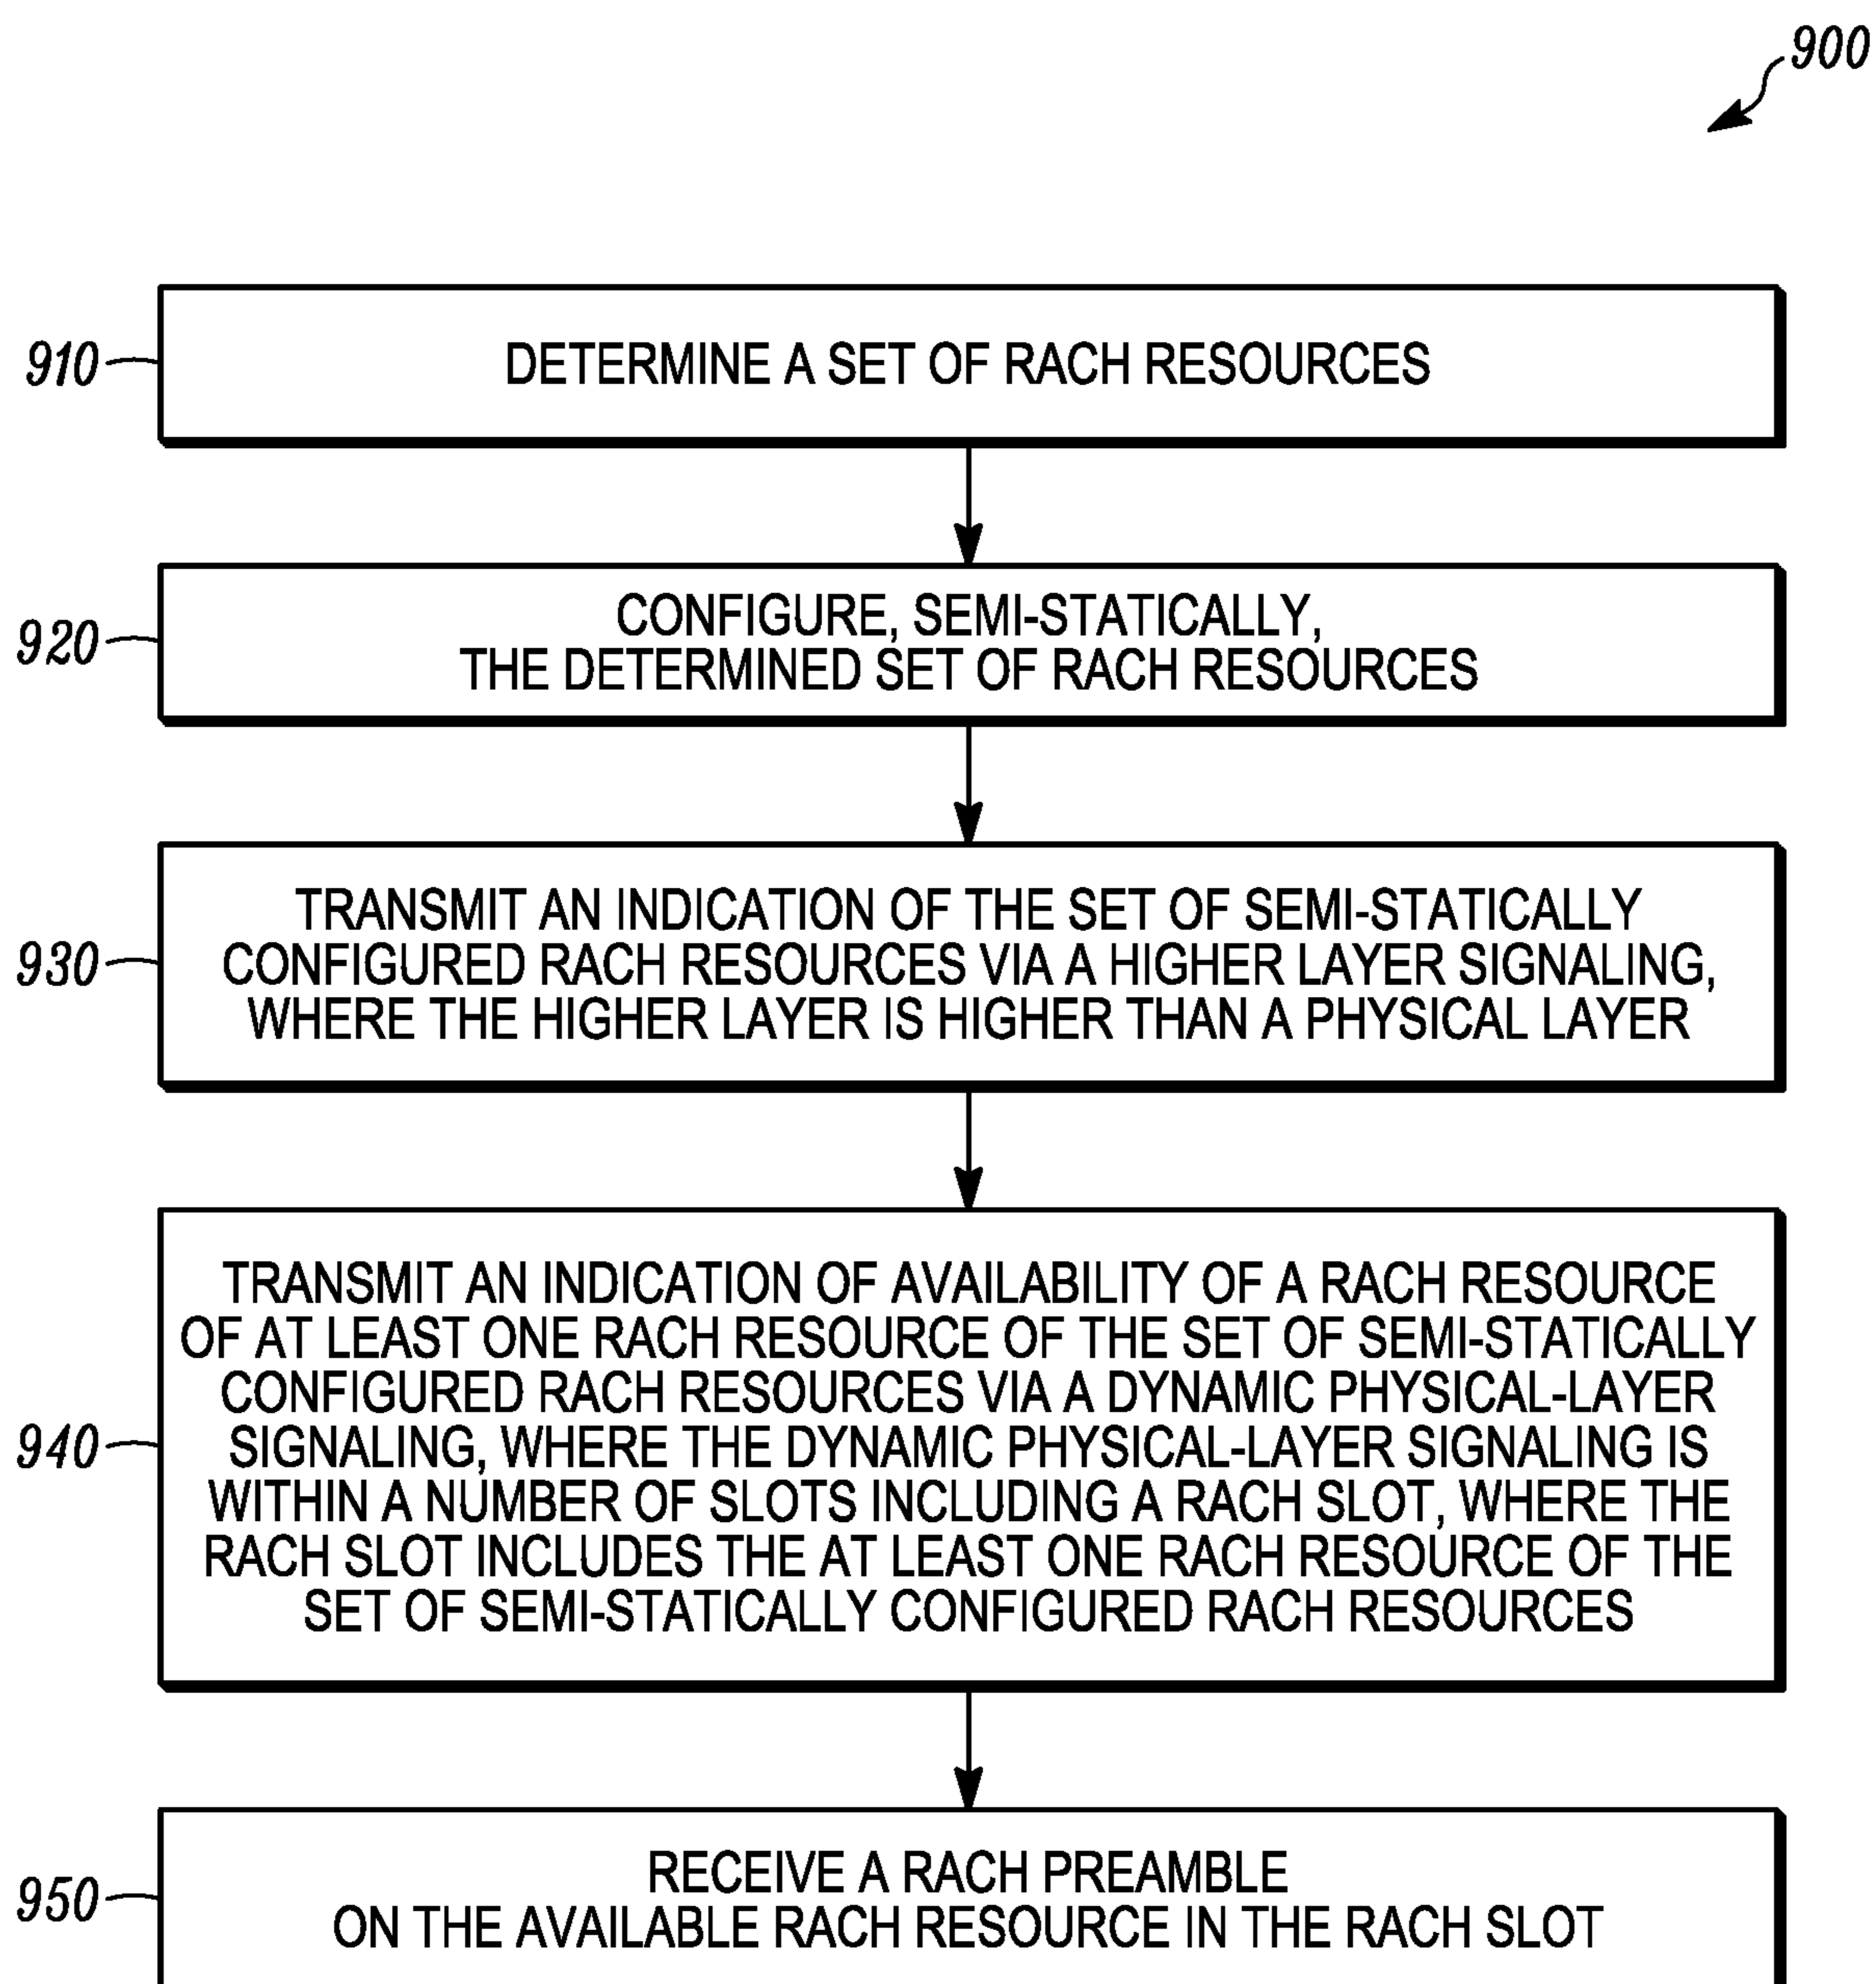 900
910
DETERMINE A SET OF RACH RESOURCES
920
CONFIGURE, SEMI-STATICALLY,
THE DETERMINED SET OF RACH RESOURCES
930
TRANSMIT AN INDICATION OF THE SET OF SEMI-STATICALLY
CONFIGURED RACH RESOURCES VIA A HIGHER LAYER SIGNALING,
WHERE THE HIGHER LAYER IS HIGHER THAN A PHYSICAL LAYER
940
TRANSMIT AN INDICATION OF AVAILABILITY OF A RACH RESOURCE
OF AT LEAST ONE RACH RESOURCE OF THE SET OF SEMI-STATICALLY
CONFIGURED RACH RESOURCES VIA A DYNAMIC PHYSICAL-LAYER
SIGNALING, WHERE THE DYNAMIC PHYSICAL-LAYER SIGNALING IS
WITHIN A NUMBER OF SLOTS INCLUDING A RACH SLOT, WHERE THE
RACH SLOT INCLUDES THE AT LEAST ONE RACH RESOURCE OF THE
SET OF SEMI-STATICALLY CONFIGURED RACH RESOURCES
950
RECEIVE A RACH PREAMBLE
ON THE AVAILABLE RACH RESOURCE IN THE RACH SLOT